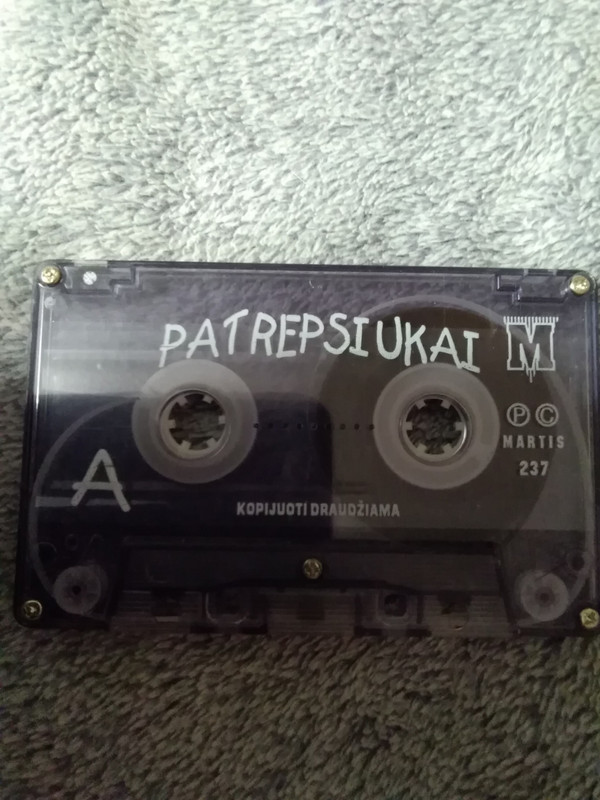 PATREPSIUKAI
M
Ⓟ ©
MARTIS
237
A
KOPIJUOTI DRAUDŽIAMA